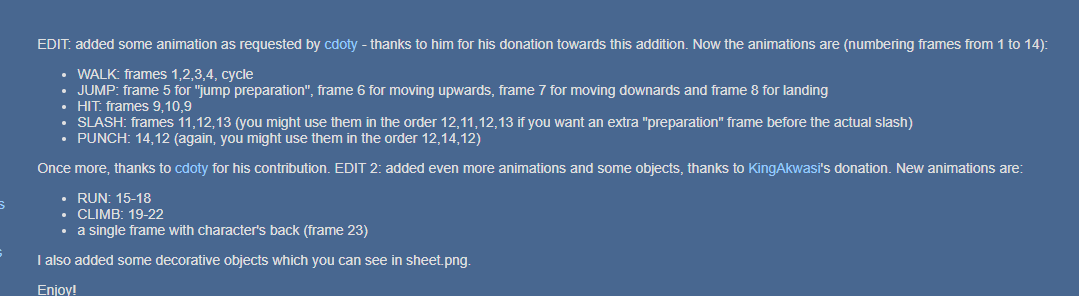 EDIT: added some animation as requested by cdoty - thanks to him for his donation towards this addition. Now the animations are (numbering frames from 1 to 14):
• WALK: frames 1,2,3,4, cycle
• JUMP: frame 5 for "jump preparation", frame 6 for moving upwards, frame 7 for moving downards and frame 8 for landing
• HIT: frames 9,10,9
• SLASH: frames 11,12,13 (you might use them in the order 12,11,12,13 if you want an extra "preparation" frame before the actual slash)
• PUNCH: 14,12 (again, you might use them in the order 12,14,12)
Once more, thanks to cdoty for his contribution. EDIT 2: added even more animations and some objects, thanks to KingAkwasi's donation. New animations are:
• RUN: 15-18
• CLIMB: 19-22
• a single frame with character's back (frame 23)
I also added some decorative objects which you can see in sheet.png.
Enjoy!